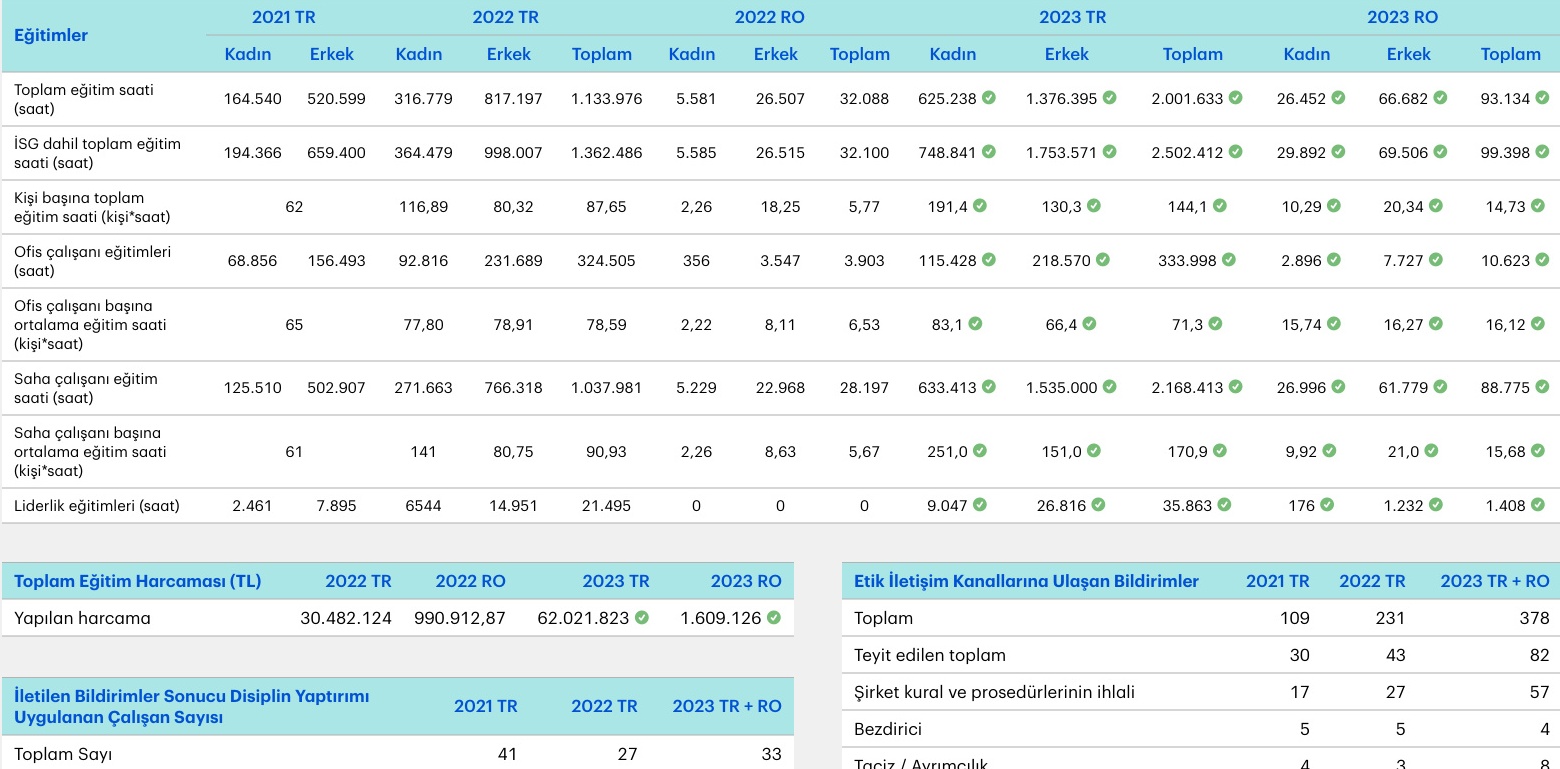 Eğitimler 2021 TR 2022 TR 2022 RO 2023 TR 2023 RO
Kadın Erkek Kadın Erkek Toplam Kadın Erkek Toplam Kadın Erkek Toplam Kadın Erkek Toplam
Toplam eğitim saati
(saat) 164.540 520.599 316.779 817.197 1.133.976 5.581 26.507 32.088 625.238 1.376.395 2.001.633 26.452 66.682 93.134
İSG dahil toplam eğitim
saati (saat) 194.366 659.400 364.479 998.007 1.362.486 5.585 26.515 32.100 748.841 1.753.571 2.502.412 29.892 69.506 99.398
Kişi başına toplam
eğitim saati (kişi*saat) 62 116,89 80,32 87,65 2,26 18,25 5,77 191,4 130,3 144,1 10,29 20,34 14,73
Ofis çalışanı eğitimleri
(saat) 68.856 156.493 92.816 231.689 324.505 356 3.547 3.903 115.428 218.570 333.998 2.896 7.727 10.623
Ofis çalışanı başına
ortalama eğitim saati 65 77,80 78,91 78,59 2,22 8,11 6,53 83,1 66,4 71,3 15,74 16,27 16,12
(kişi*saat)
Saha çalışanı eğitim
saati (saat) 125.510 502.907 271.663 766.318 1.037.981 5.229 22.968 28.197 633.413 1.535.000 2.168.413 26.996 61.779 88.775
Saha çalışanı başına
ortalama eğitim saati 61 141 80,75 90,93 2,26 8,63 5,67 251,0 151,0 170,9 9,92 21,0 15,68
(kişi*saat)
Liderlik eğitimleri (saat) 2.461 7.895 6544 14.951 21.495 0 0 0 9.047 26.816 35.863 176 1.232 1.408
Toplam Eğitim Harcaması (TL) 2022 TR 2022 RO 2023 TR 2023 RO
Yapılan harcama 30.482.124 990.912,87 62.021.823 1.609.126
İletilen Bildirimler Sonucu Disiplin Yaptırımı
Uygulanan Çalışan Sayısı 2021 TR 2022 TR 2023 TR + RO
Toplam Sayı 41 27 33
Etik İletişim Kanallarına Ulaşan Bildirimler 2021 TR 2022 TR 2023 TR + RO
Toplam 109 231 378
Teyit edilen toplam 30 43 82
Şirket kural ve prosedürlerinin ihlali 17 27 57
Bezdirici 5 5 4
Taciz / Ayrımcılık 4 3 8